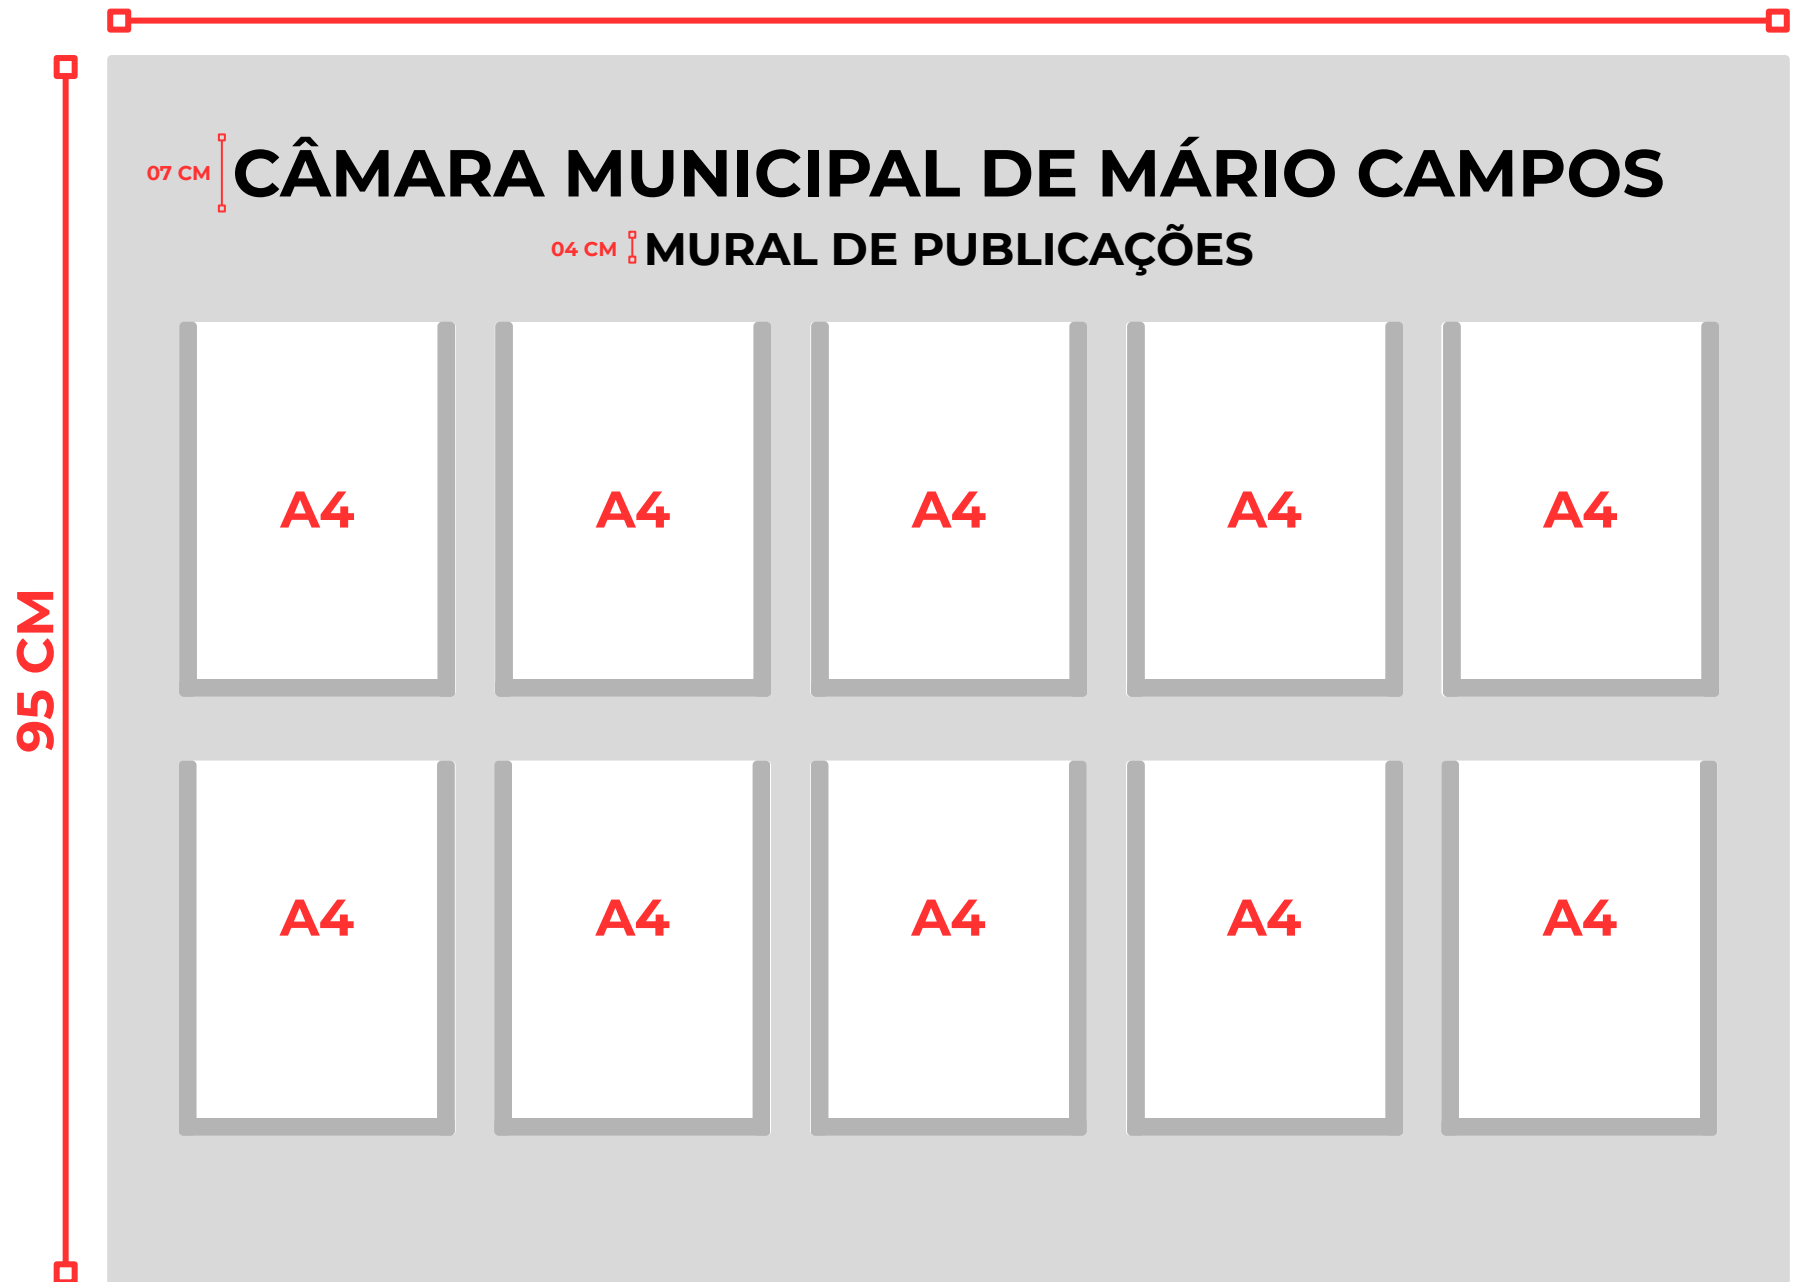 07 CM CÂMARA MUNICIPAL DE MÁRIO CAMPOS
04 CM MURAL DE PUBLICAÇÕES
A4 A4 A4 A4 A4
95 CM
A4 A4 A4 A4 A4